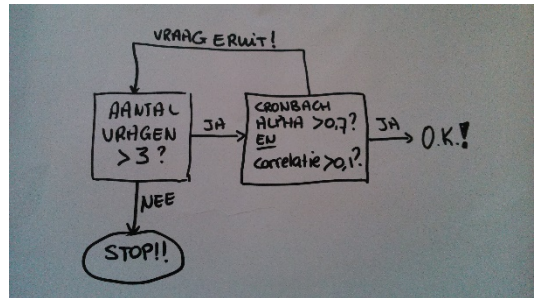 VRAAG ERUIT!
AANTAL
VRAGEN
>3?
JA
CRONBACH
ALPHA >0,7?
EN
correlatie >0,1?
JA
O.K.!
NEE
STOP!!